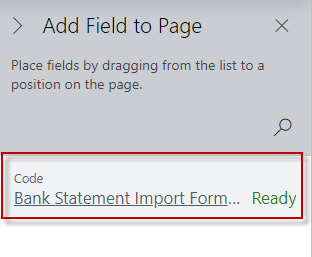 Add Field to Page
Place fields by dragging from the list to a
position on the page.
Code
Bank Statement Import Form... Ready